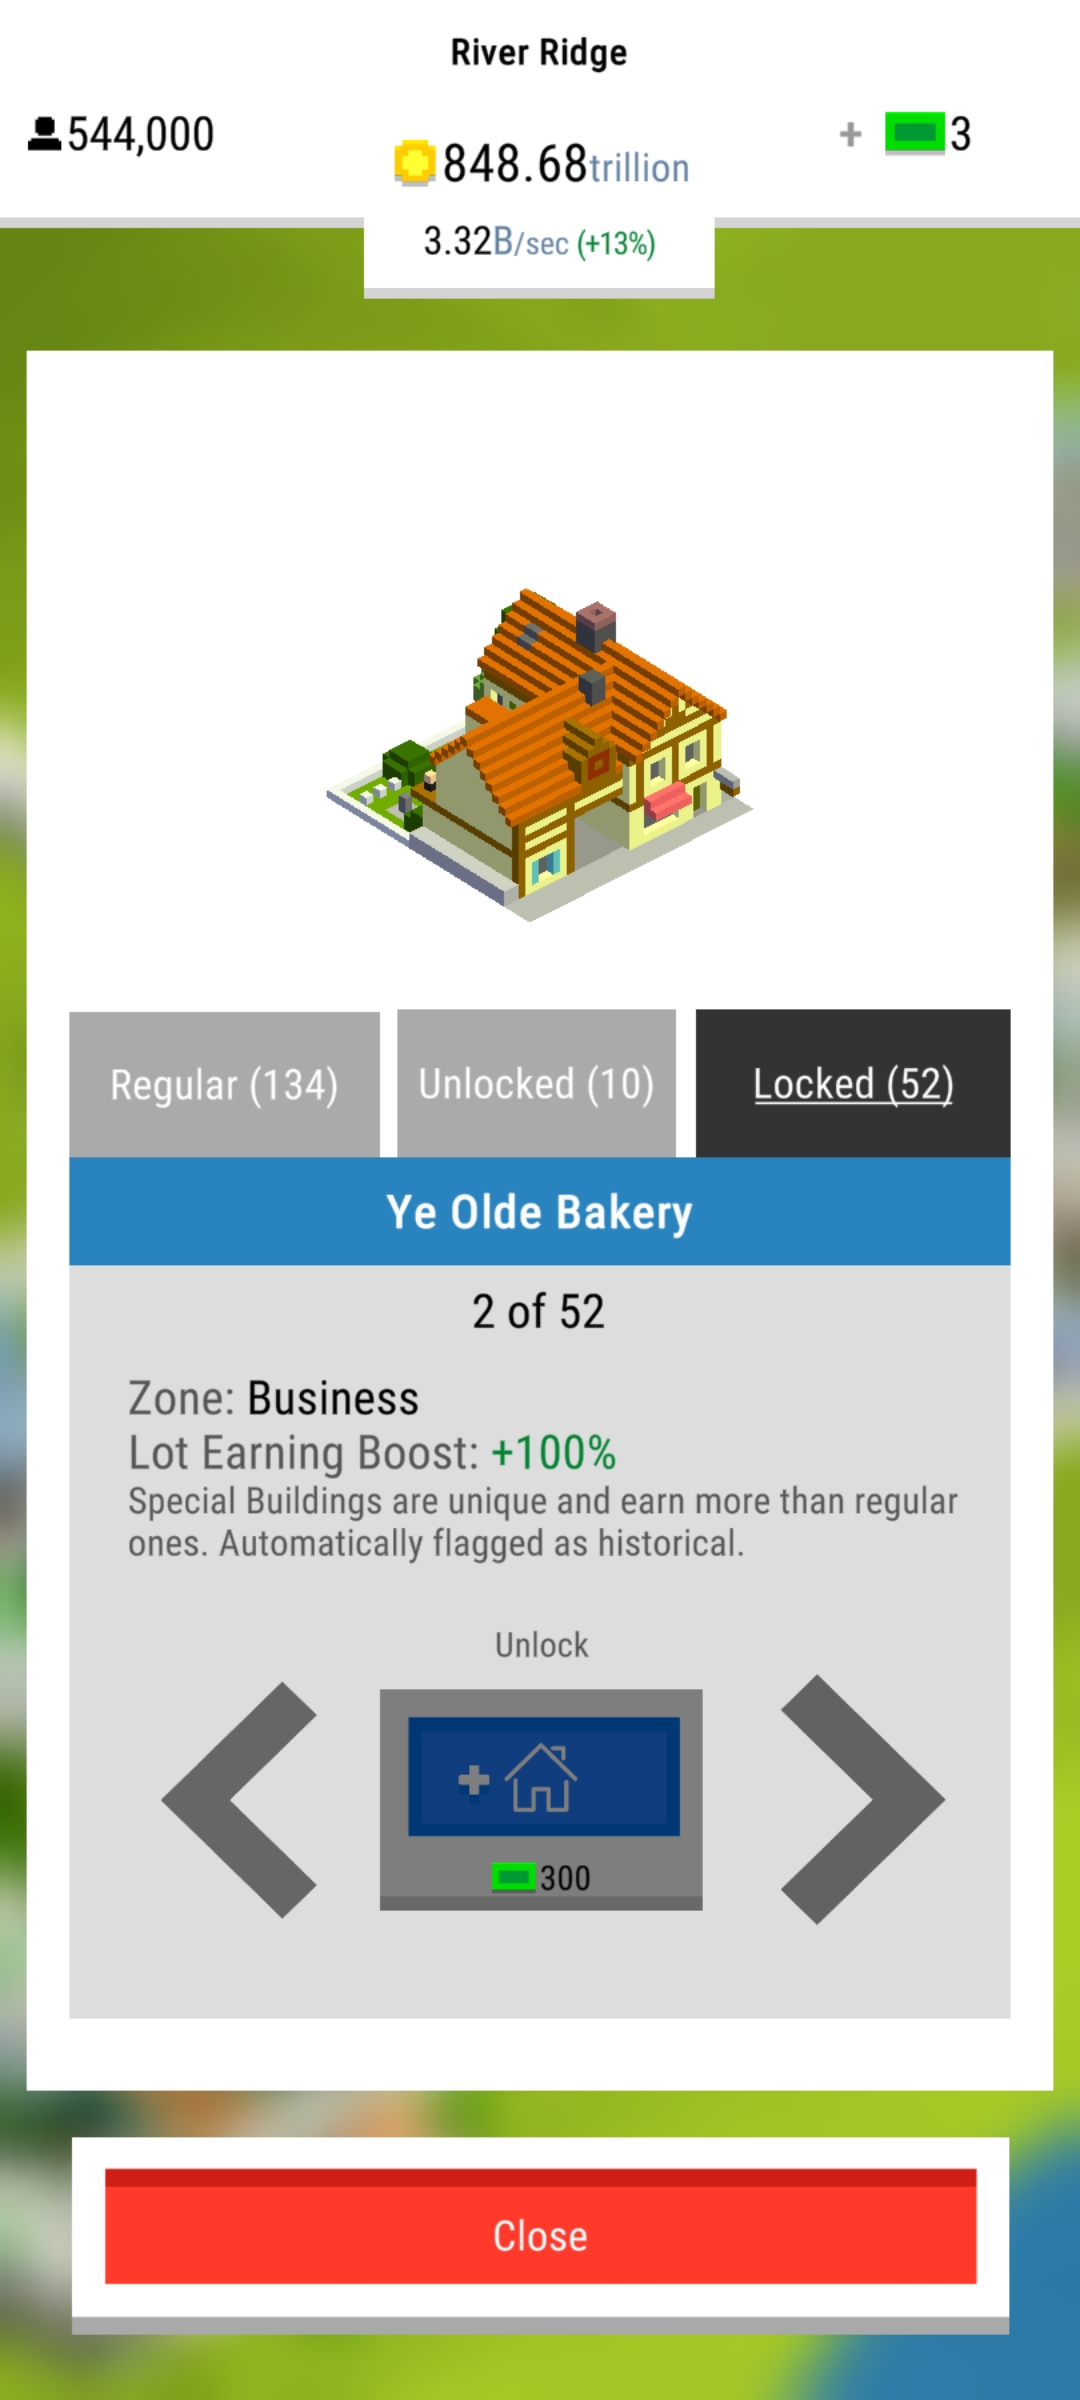 River Ridge
544,000
+ 3
848.68trillion
3.32B/sec (+13%)
Regular (134)
Unlocked (10)
Locked (52)
Ye Olde Bakery
2 of 52
Zone: Business
Lot Earning Boost: +100%
Special Buildings are unique and earn more than regular
ones. Automatically flagged as historical.
Unlock
+
300
Close